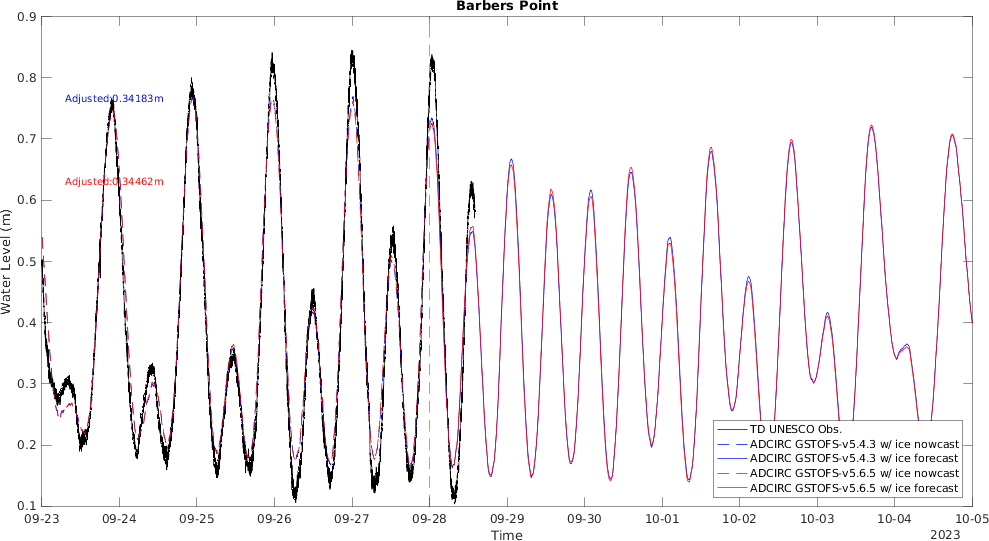 Barbers Point
0.9
0.8
0.7
0.6
0.5
0.4
0.3
0.2
0.1
Water Level (m)
Adjusted:0.34183m
Adjusted:0.34462m
TD UNESCO Obs.
ADCIRC GSTOFS-v5.4.3 w/ ice nowcast
ADCIRC GSTOFS-v5.4.3 w/ ice forecast
ADCIRC GSTOFS-v5.6.5 w/ ice nowcast
ADCIRC GSTOFS-v5.6.5 w/ ice forecast
09-23 09-24 09-25 09-26 09-27 09-28 09-29 09-30 10-01 10-02 10-03 10-04 10-05
Time
2023